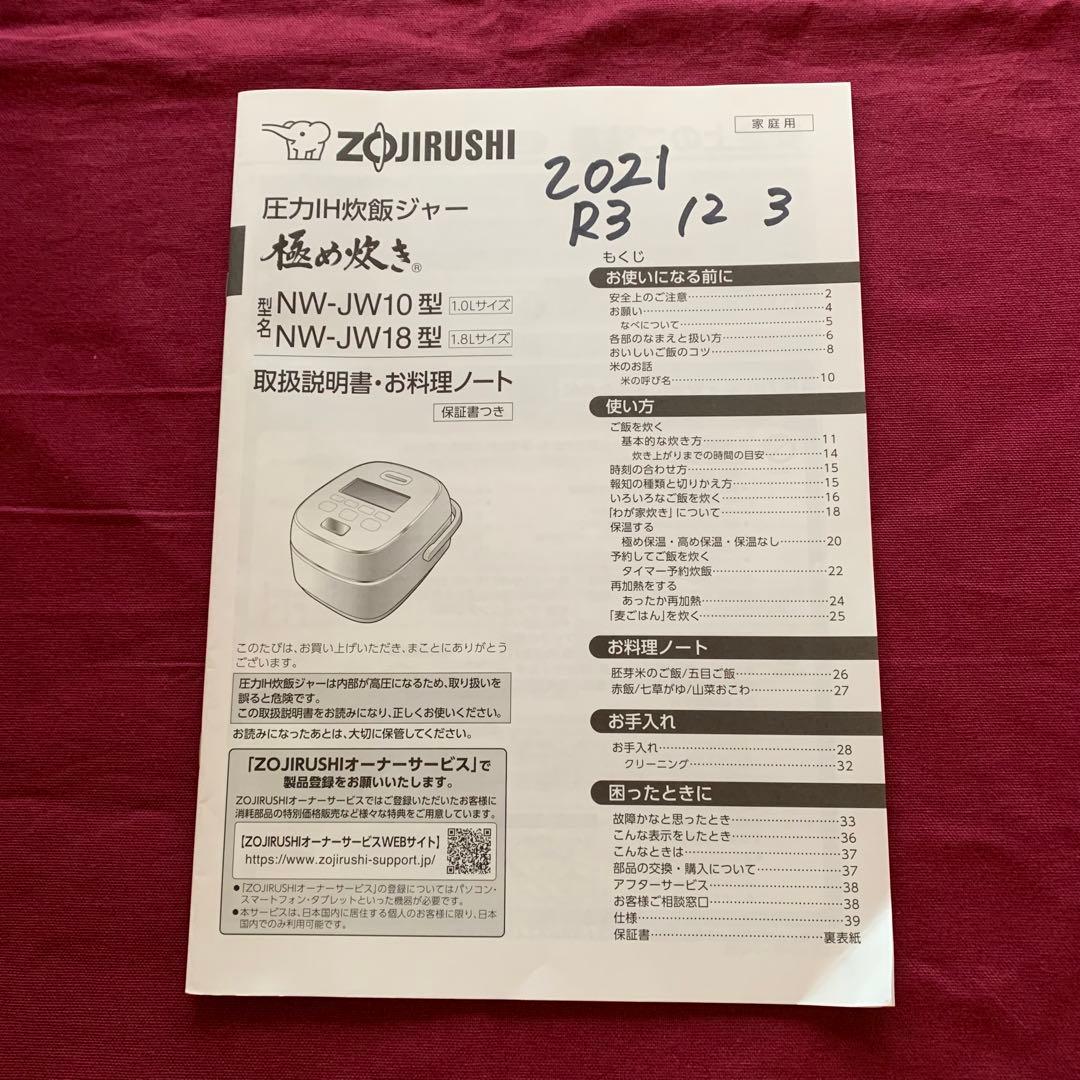 ZOJIRUSHI
家庭用
2021
R3 12 3
圧力IH炊飯ジャー
極め炊き®
型名
NW-JW10型 1.0Lサイズ
NW-JW18型 1.8Lサイズ
取扱説明書・お料理ノート
保証書つき
このたびは、お買い上げいただき、まことにありがとう
ございます。
圧力IH炊飯ジャーは内部が高圧になるため、取り扱いを
誤ると危険です。
この取扱説明書をお読みになり、正しくお使いください。
お読みになったあとは、大切に保管してください。
「ZOJIRUSHIオーナーサービス」で
製品登録をお願いいたします。
ZOJIRUSHIオーナーサービスではご登録いただいたお客様に
消耗部品の特別価格販売など様々な特典をご用意しています。
【ZOJIRUSHIオーナーサービスWEBサイト】
https://www.zojirushi-support.jp/
●「ZOJIRUSHIオーナーサービス」の登録についてはパソコン・
スマートフォン・タブレットといった機器が必要です。
●本サービスは、日本国内に居住する個人のお客様に限り、日本
国内でのみ利用可能です。
もくじ
お使いになる前に
安全上のご注意……………2
お願い……………4
なべについて……………5
各部のなまえと扱い方……………6
おいしいご飯のコツ……………8
米のお話
米の呼び名……………10
使い方
ご飯を炊く
基本的な炊き方……………11
炊き上がりまでの時間の目安……………14
時刻の合わせ方……………15
報知の種類と切りかえ方……………15
いろいろなご飯を炊く……………16
「わが家炊き」について……………18
保温する
極め保温・高め保温・保温なし……………20
予約してご飯を炊く
タイマー予約炊飯……………22
再加熱をする
あったか再加熱……………24
「麦ごはん」を炊く……………25
お料理ノート
胚芽米のご飯/五目ご飯……………26
赤飯/七草がゆ/山菜おこわ……………27
お手入れ
お手入れ……………28
クリーニング……………32
困ったときに
故障かなと思ったとき……………33
こんな表示をしたとき……………36
こんなときは……………37
部品の交換・購入について……………37
アフターサービス……………38
お客様ご相談窓口……………38
仕様……………39
保証書……………裏表紙